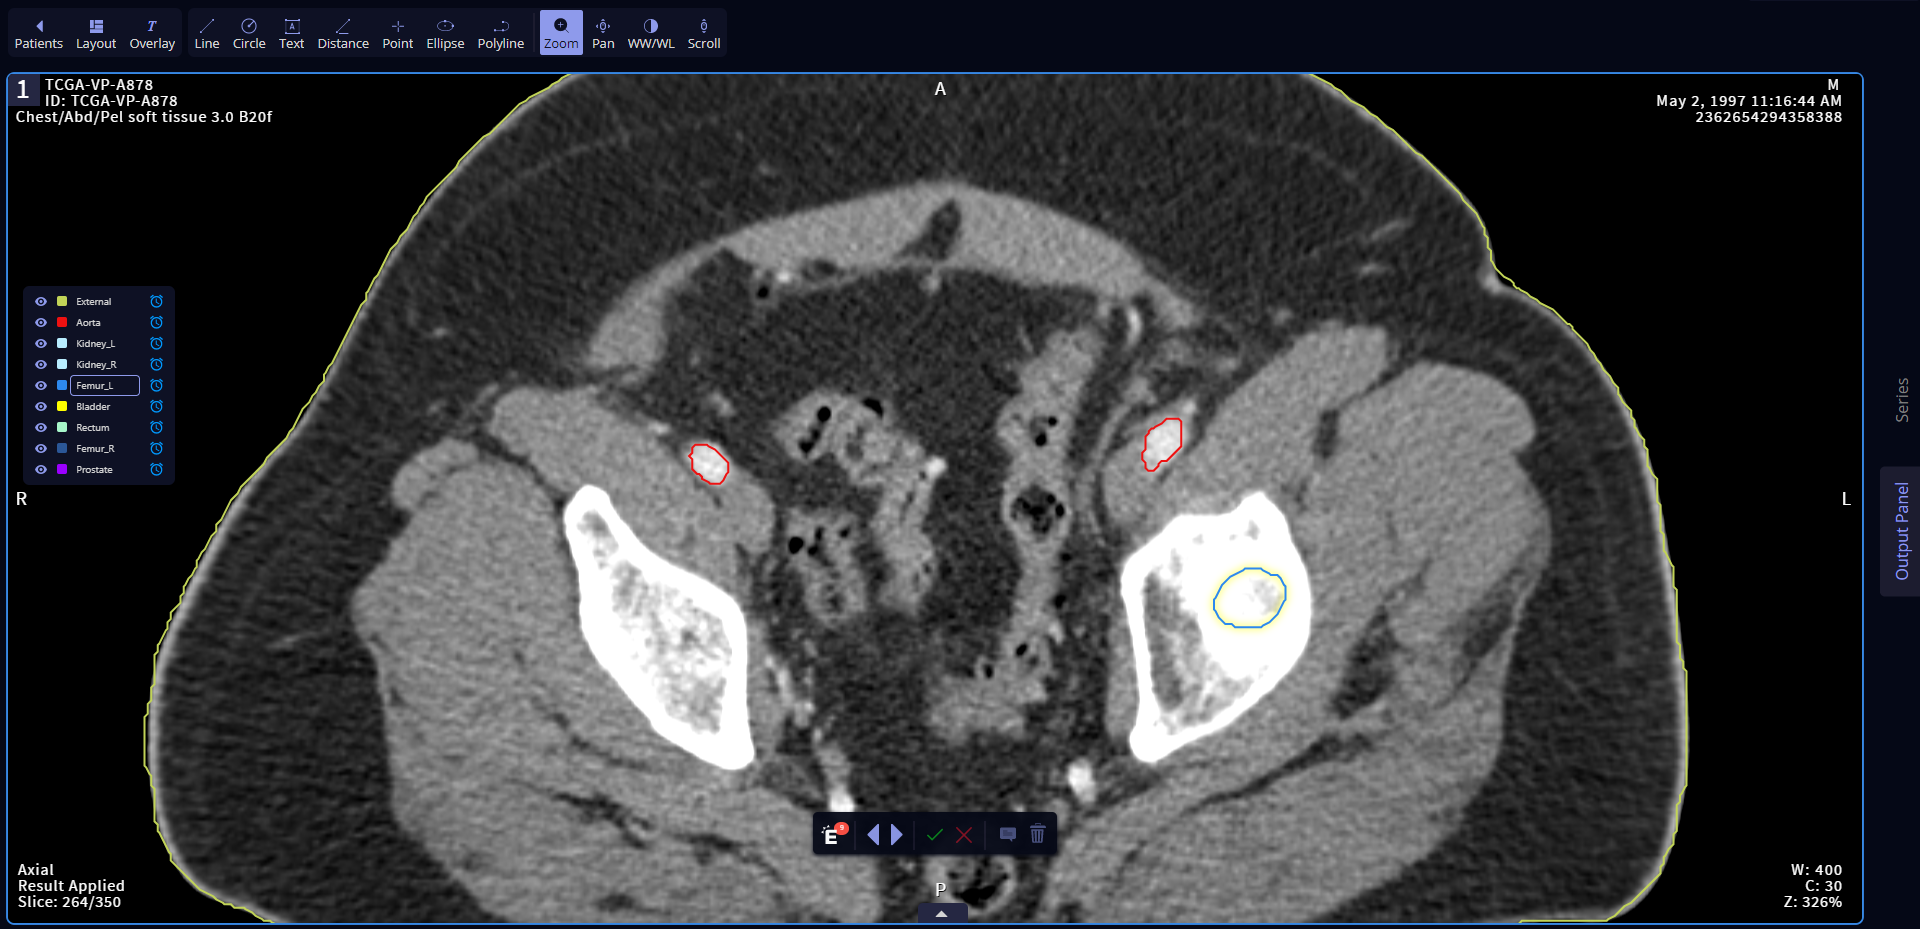 Patients Layout Overlay Line Circle Text Distance Point Ellipse Polyline Zoom Pan WW/WL Scroll
1
TCGA-VP-A878
ID: TCGA-VP-A878
Chest/Abd/Pel soft tissue 3.0 B20f
A
M
May 2, 1997 11:16:44 AM
2362654294358388
External
Aorta
Kidney_L
Kidney_R
Femur_L
Bladder
Rectum
Femur_R
Prostate
R
L
Series
Output Panel
E 9
P
Axial
Result Applied
Slice: 264/350
W: 400
C: 30
Z: 326%